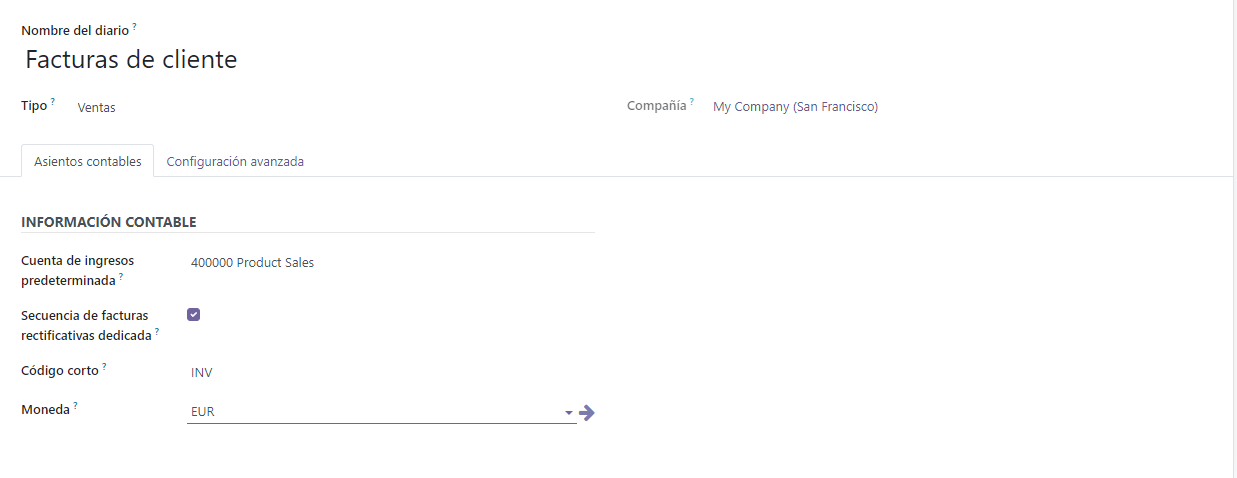 Nombre del diario ?
Facturas de cliente
Tipo ? Ventas Compañía ? My Company (San Francisco)
Asientos contables Configuración avanzada
INFORMACIÓN CONTABLE
Cuenta de ingresos
predeterminada ? 400000 Product Sales
Secuencia de facturas
rectificativas dedicada ?
Código corto ? INV
Moneda ? EUR